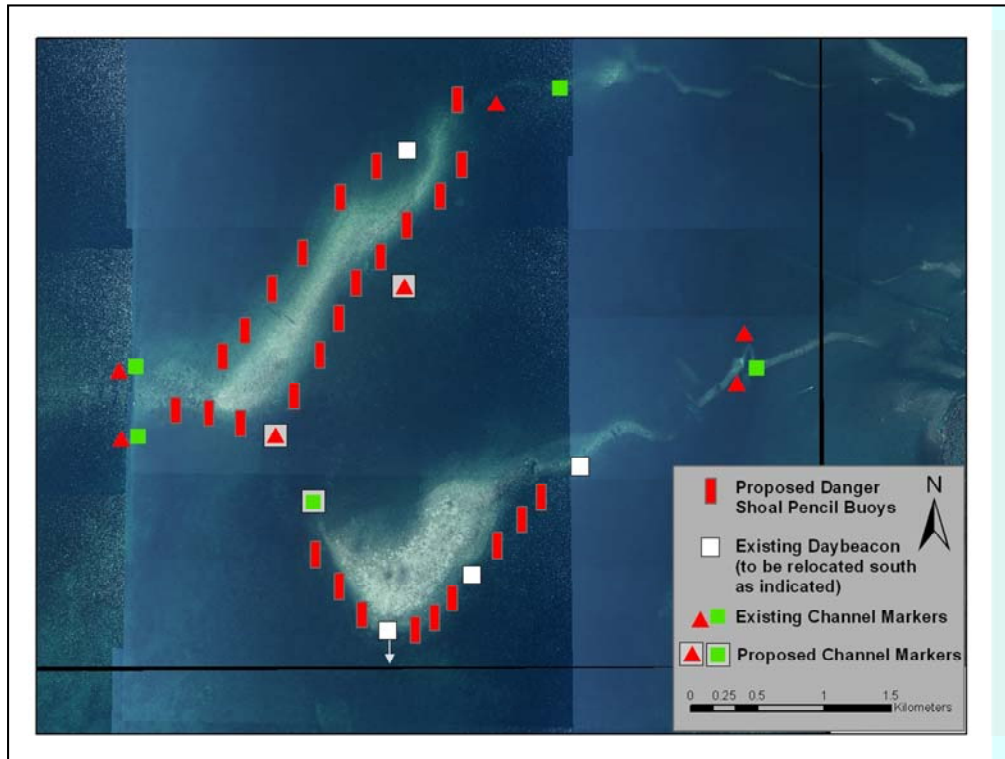 N
Proposed Danger
Shoal Pencil Buoys
Existing Daybeacon
(to be relocated south
as indicated)
Existing Channel Markers
Proposed Channel Markers
0 0.25 0.5 1 1.5
Kilometers